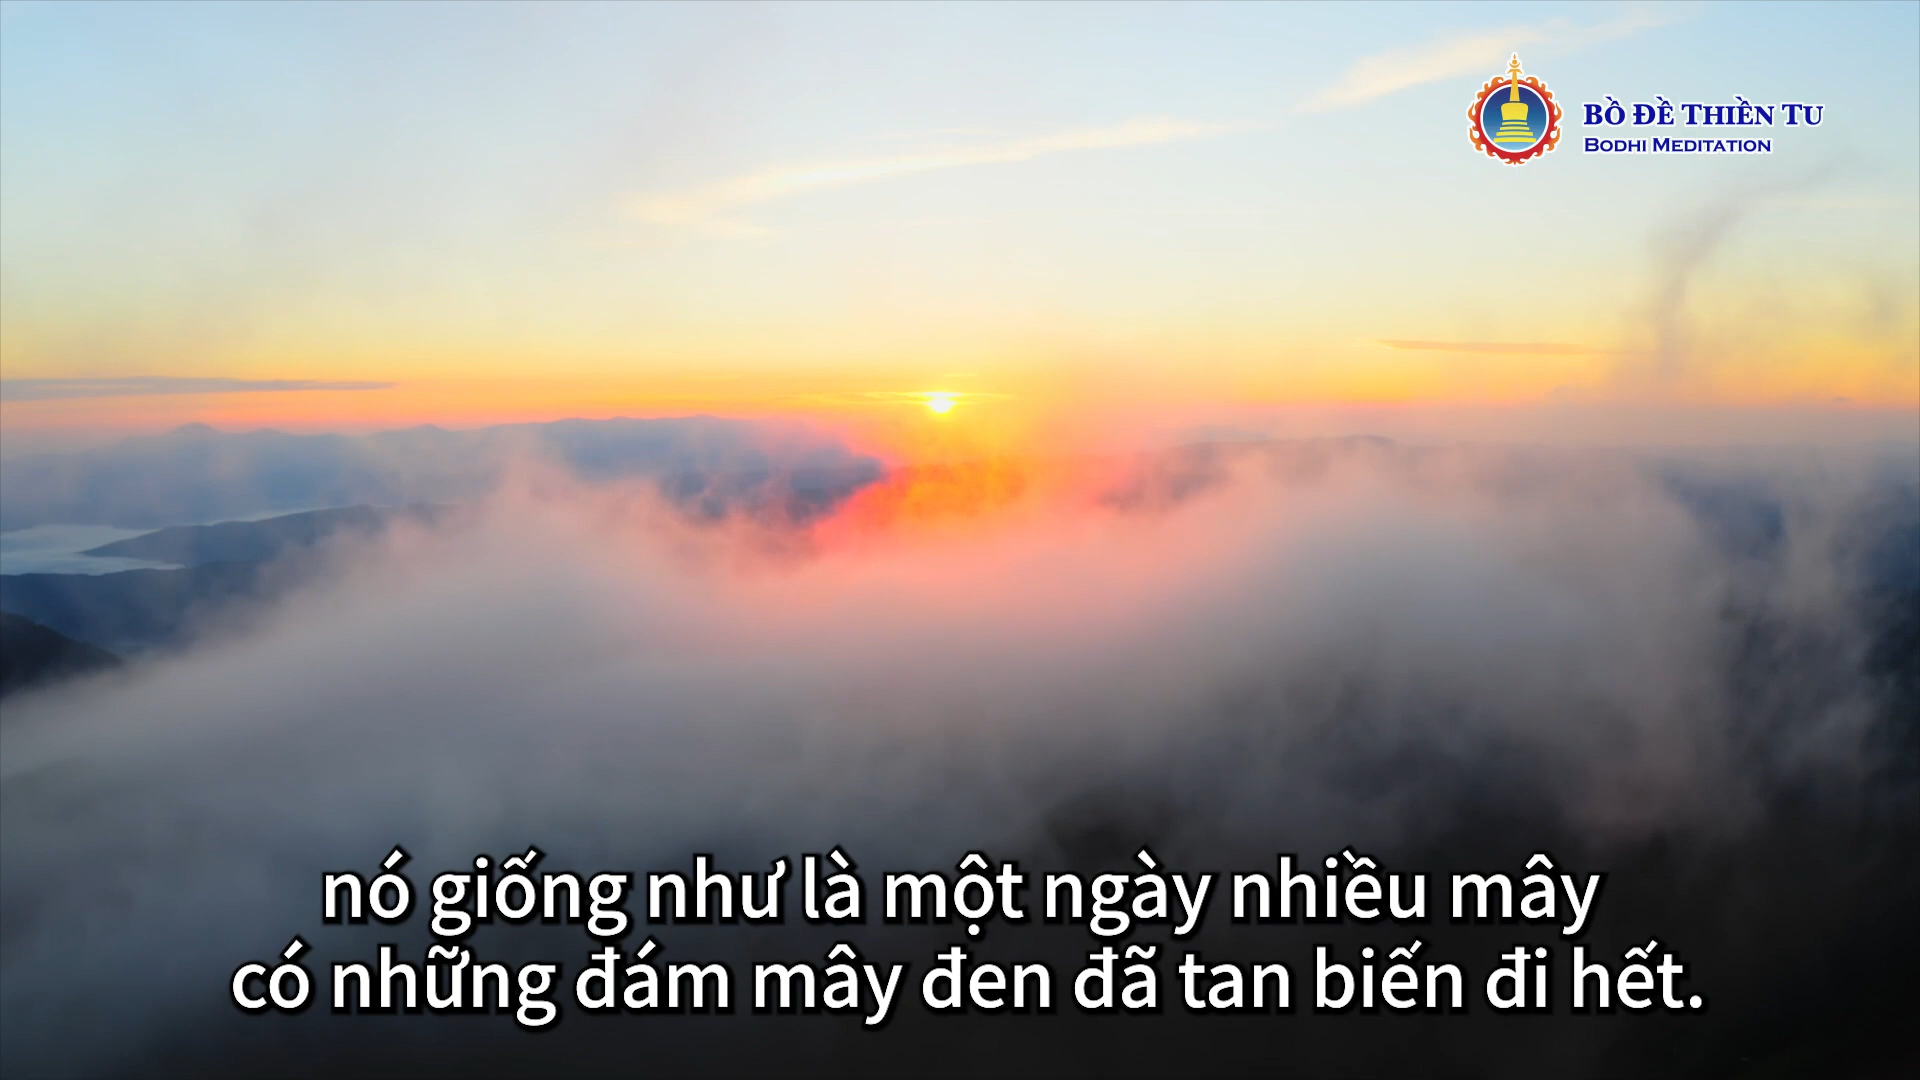 BỒ ĐỀ THIỀN TU
BODHI MEDITATION
nó giống như là một ngày nhiều mây
có những đám mây đen đã tan biến đi hết.